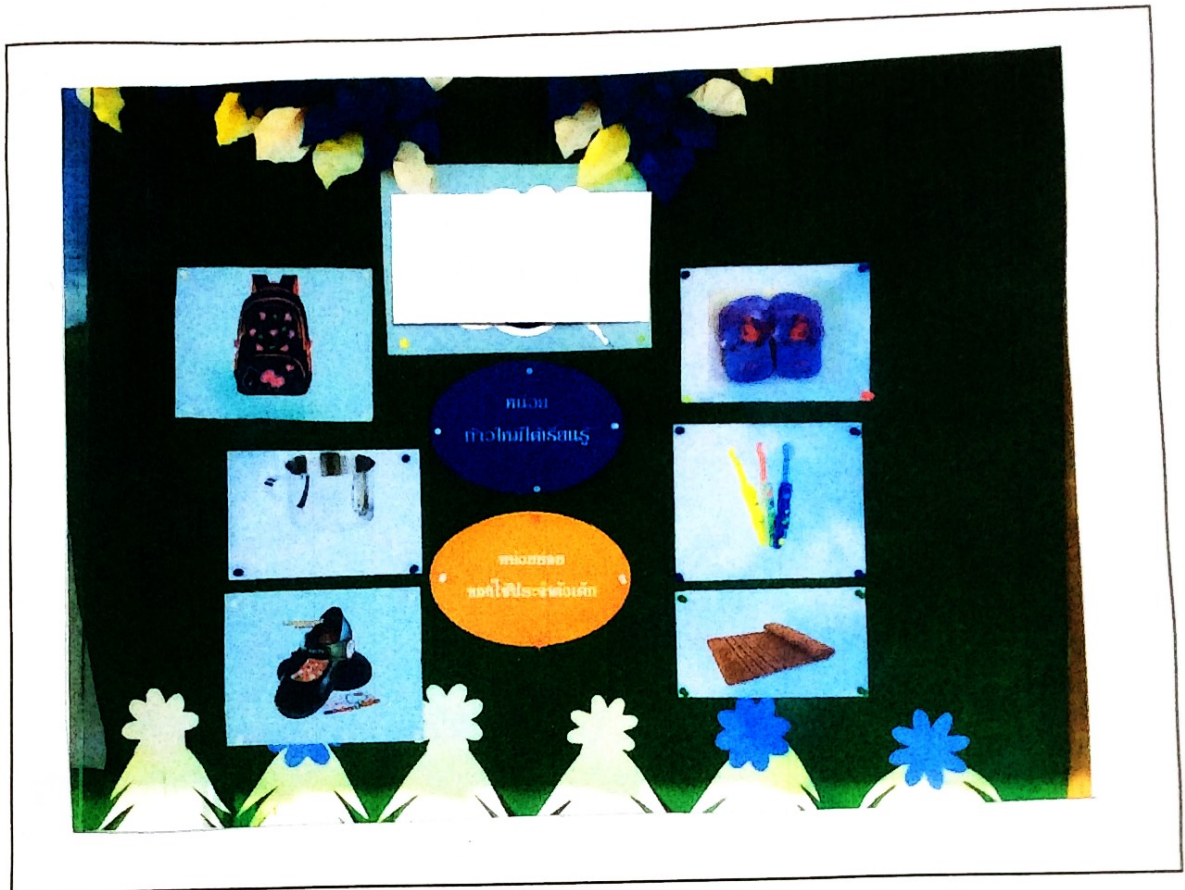 หน่วย
ก้าวใหม่ได้เรียนรู้
หน่วยย่อย
ของใช้ประจำตัวเด็ก